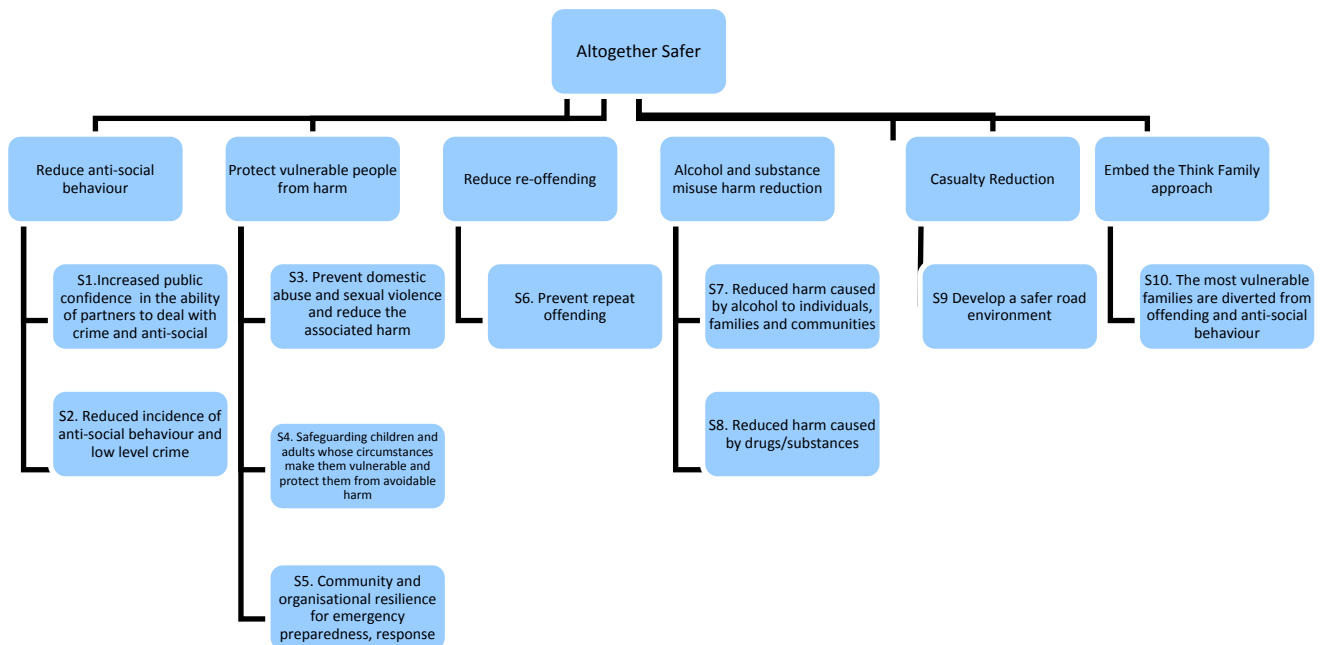 Altogether Safer
Reduce anti-social
behaviour
Protect vulnerable people
from harm
Reduce re-offending
Alcohol and substance
misuse harm reduction
Casualty Reduction
Embed the Think Family
approach
S1.Increased public
confidence in the ability
of partners to deal with
crime and anti-social
S3. Prevent domestic
abuse and sexual violence
and reduce the
associated harm
S6. Prevent repeat
offending
S7. Reduced harm caused
by alcohol to individuals,
families and communities
S9 Develop a safer road
environment
S10. The most vulnerable
families are diverted from
offending and anti-social
behaviour
S2. Reduced incidence of
anti-social behaviour and
low level crime
S4. Safeguarding children and
adults whose circumstances
make them vulnerable and
protect them from avoidable
harm
S8. Reduced harm caused
by drugs/substances
S5. Community and
organisational resilience
for emergency
preparedness, response